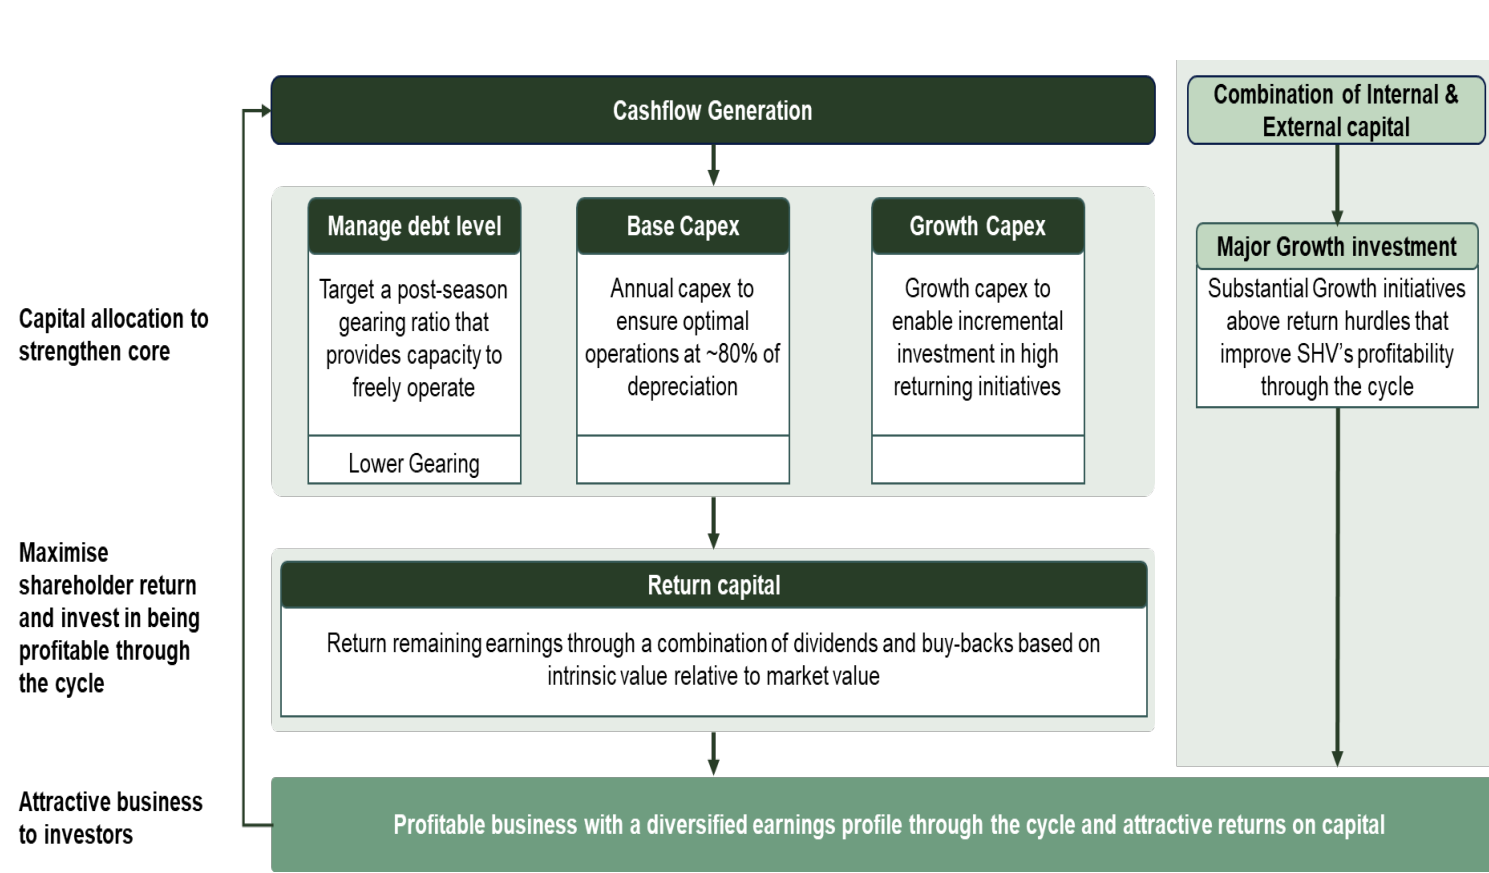 Cashflow Generation
Combination of Internal &
External capital
Capital allocation to
strengthen core
Manage debt level
Target a post-season
gearing ratio that
provides capacity to
freely operate
Lower Gearing
Base Capex
Annual capex to
ensure optimal
operations at ~80% of
depreciation
Growth Capex
Growth capex to
enable incremental
investment in high
returning initiatives
Major Growth investment
Substantial Growth initiatives
above return hurdles that
improve SHV's profitability
through the cycle
Maximise
shareholder return
and invest in being
profitable through
the cycle
Return capital
Return remaining earnings through a combination of dividends and buy-backs based on
intrinsic value relative to market value
Attractive business
to investors
Profitable business with a diversified earnings profile through the cycle and attractive returns on capital